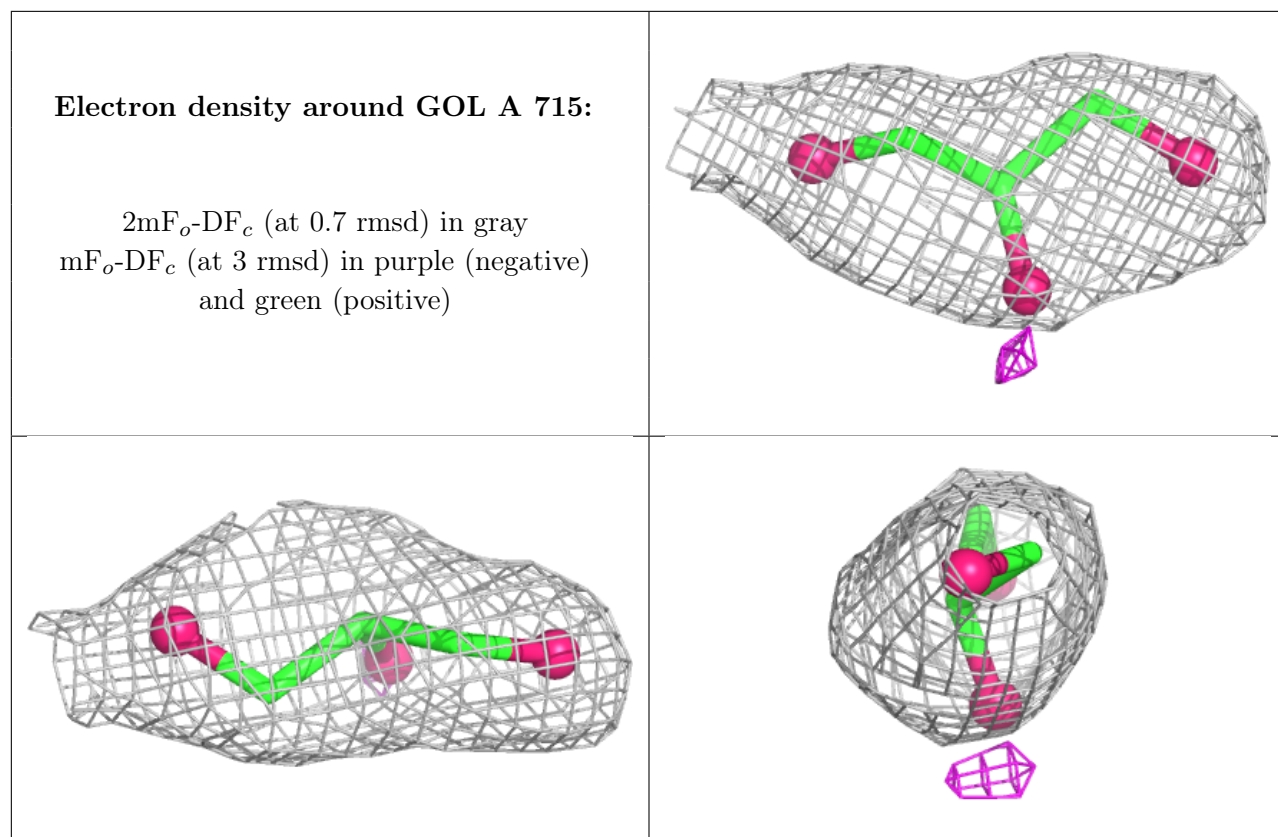 Electron density around GOL A 715:
2mFo-DFc (at 0.7 rmsd) in gray
mFo-DFc (at 3 rmsd) in purple (negative)
and green (positive)